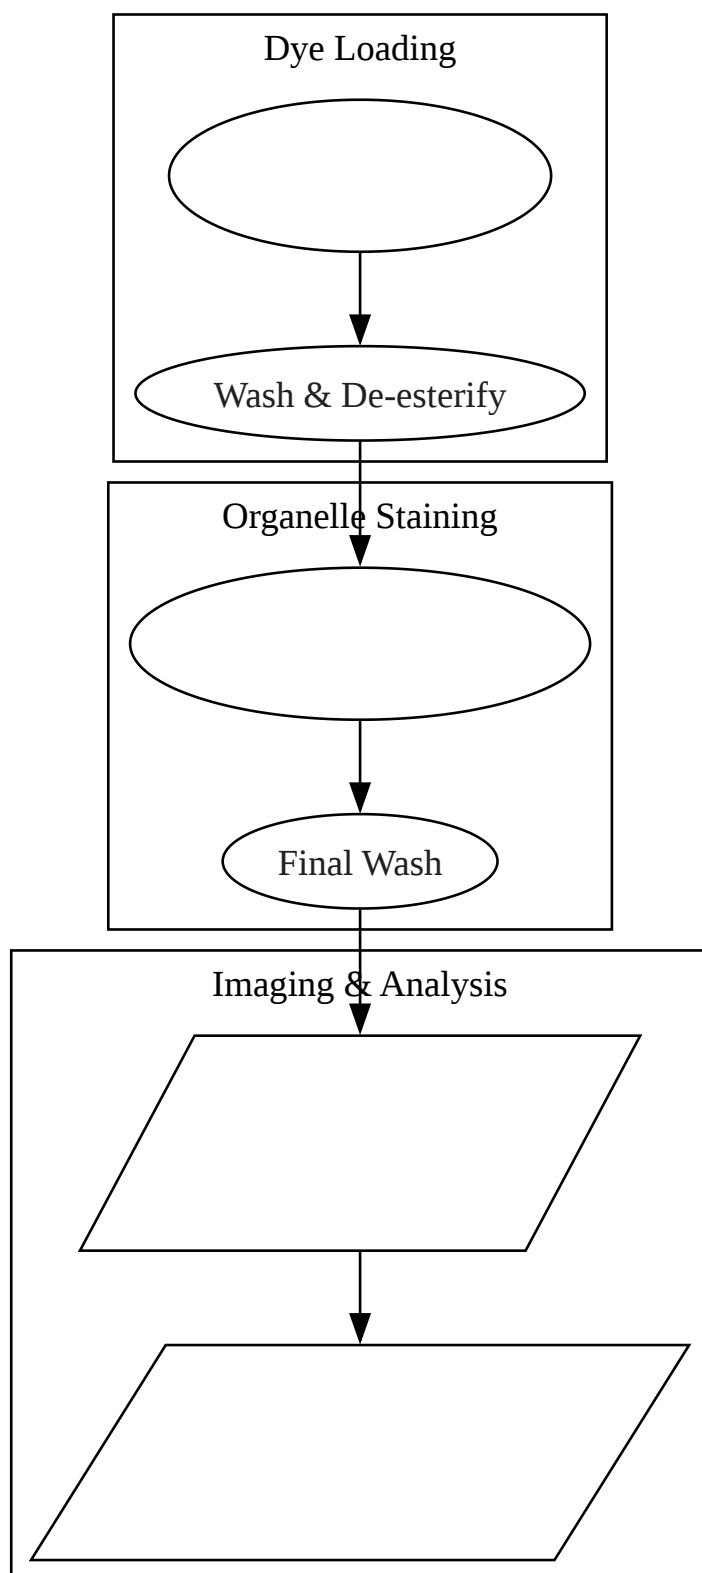 Dye Loading
Wash & De-esterify
Organelle Staining
Final Wash
Imaging & Analysis